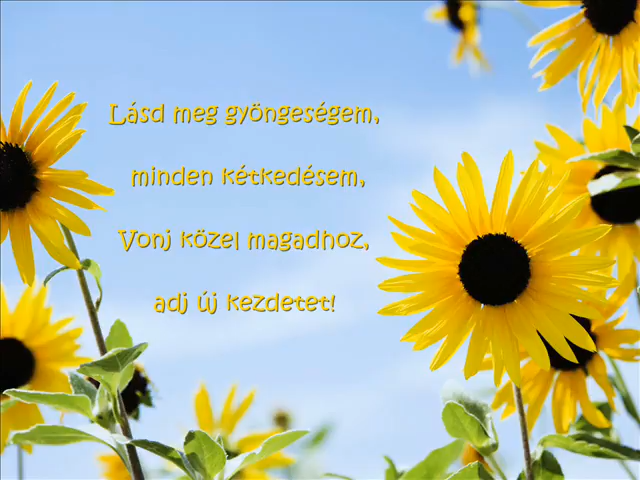 Lásd meg gyöngeségem,
minden kétkedésem,
Vonj közel magadhoz,
adj új kezdetet!